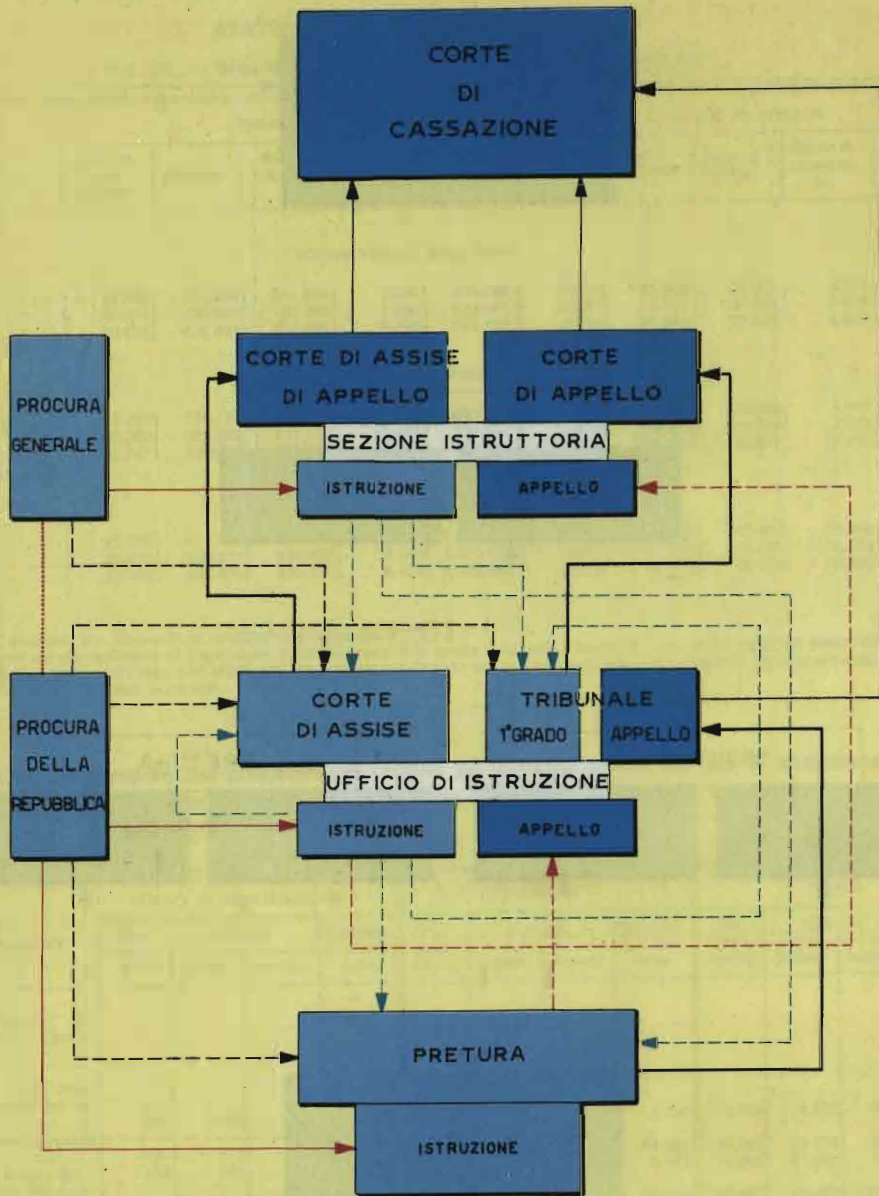 CORTE
DI
CASSAZIONE
CORTE DI ASSISE
DI APPELLO
CORTE
DI APPELLO
PROCURA
GENERALE
SEZIONE ISTRUTTORIA
ISTRUZIONE
APPELLO
PROCURA
DELLA
REPUBBLICA
CORTE
DI ASSISE
TRIBUNALE
1° GRADO
APPELLO
UFFICIO DI ISTRUZIONE
ISTRUZIONE
APPELLO
PRETURA
ISTRUZIONE